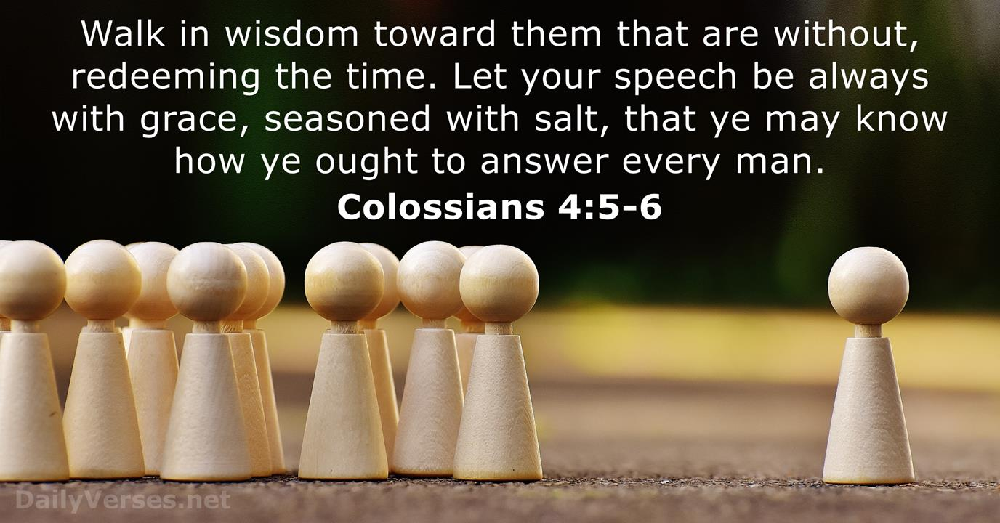 Walk in wisdom toward them that are without,
redeeming the time. Let your speech be always
with grace, seasoned with salt, that ye may know
how ye ought to answer every man.
Colossians 4:5-6
DailyVerses.net